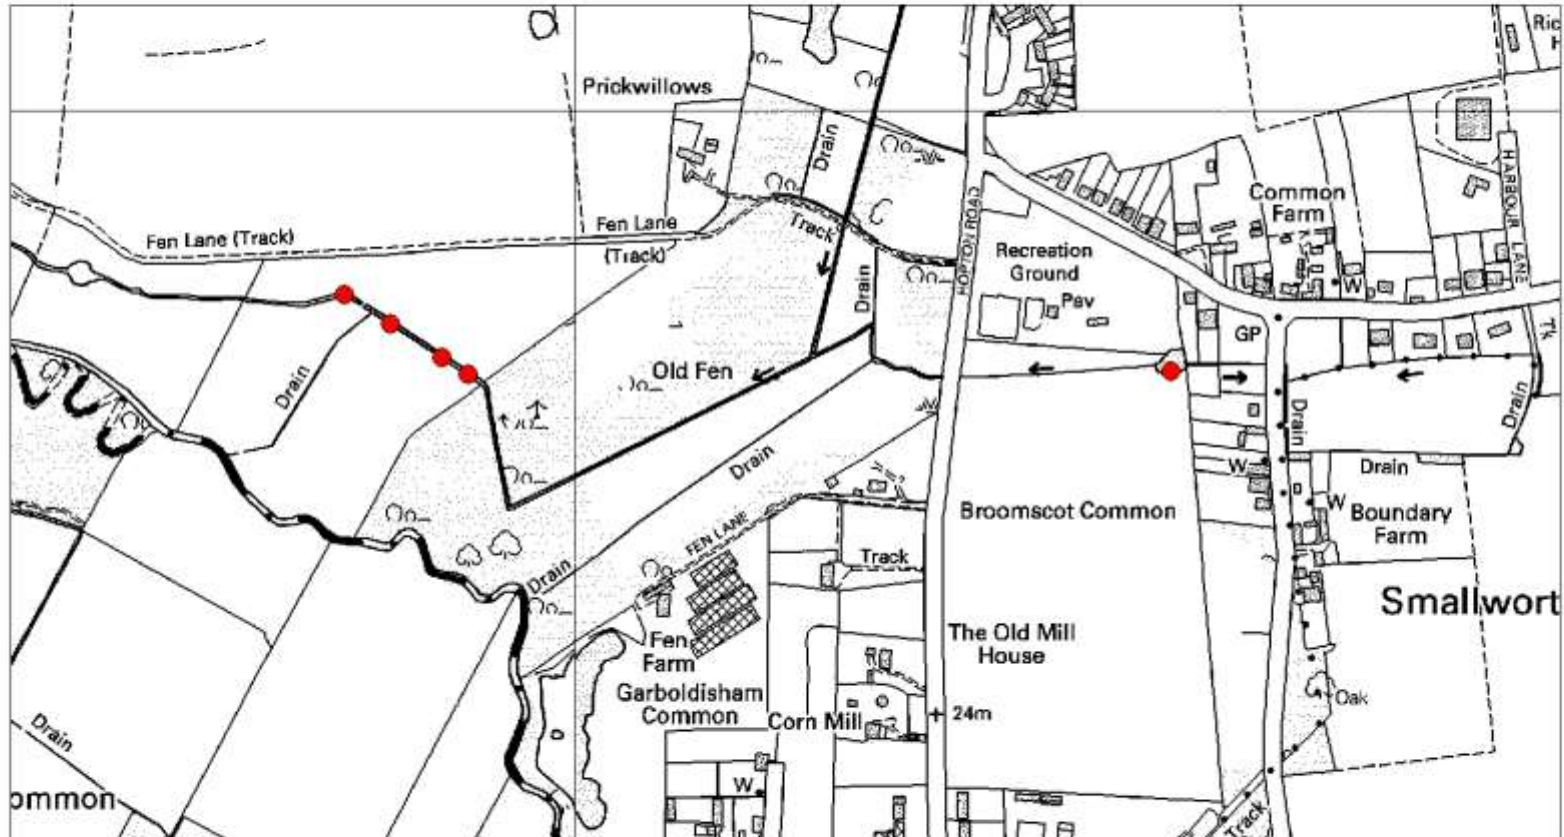 Ric
Prickwillows
Drain
HARBOUR LANE
Common
Farm
Fen Lane
Fen Lane (Track)
(Track)
Track
HOPTON ROAD
Recreation
Ground
Pav
W
Drain
GP
T'k
Old Fen
Drain
Drain
Drain
Drain
Drain
W
Drain
W
Broomscot Common
Boundary
Farm
FEN LANE
Track
Drain
Smallwort
The Old Mill
House
Fen
Farm
Garboldisham
Common
Corn Mill
24m
Oak
Drain
ommon
W
Track